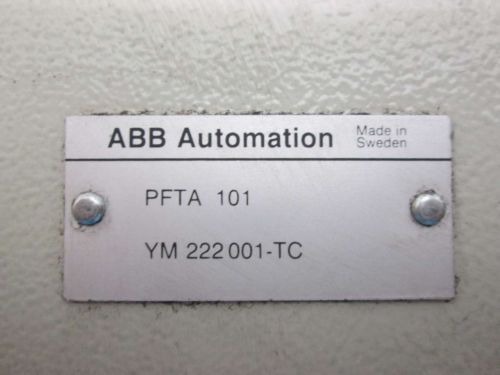 ABB Automation Made in
Sweden
PFTA 101
YM 222 001-TC